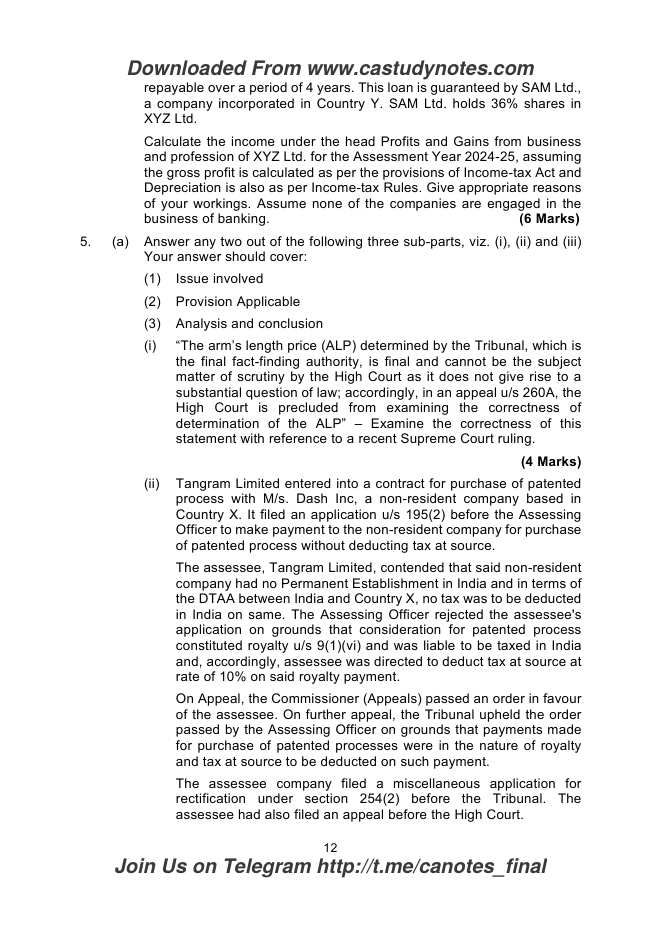 Downloaded From www.castudynotes.com
repayable over a period of 4 years. This loan is guaranteed by SAM Ltd.,
a company incorporated in Country Y. SAM Ltd. holds 36% shares in
XYZ Ltd.
Calculate the income under the head Profits and Gains from business
and profession of XYZ Ltd. for the Assessment Year 2024-25, assuming
the gross profit is calculated as per the provisions of Income-tax Act and
Depreciation is also as per Income-tax Rules. Give appropriate reasons
of your workings. Assume none of the companies are engaged in the
business of banking. (6 Marks)
5. (a) Answer any two out of the following three sub-parts, viz. (i), (ii) and (iii)
Your answer should cover:
(1) Issue involved
(2) Provision Applicable
(3) Analysis and conclusion
(i) “The arm’s length price (ALP) determined by the Tribunal, which is
the final fact-finding authority, is final and cannot be the subject
matter of scrutiny by the High Court as it does not give rise to a
substantial question of law; accordingly, in an appeal u/s 260A, the
High Court is precluded from examining the correctness of
determination of the ALP” – Examine the correctness of this
statement with reference to a recent Supreme Court ruling.
(4 Marks)
(ii) Tangram Limited entered into a contract for purchase of patented
process with M/s. Dash Inc, a non-resident company based in
Country X. It filed an application u/s 195(2) before the Assessing
Officer to make payment to the non-resident company for purchase
of patented process without deducting tax at source.
The assessee, Tangram Limited, contended that said non-resident
company had no Permanent Establishment in India and in terms of
the DTAA between India and Country X, no tax was to be deducted
in India on same. The Assessing Officer rejected the assessee's
application on grounds that consideration for patented process
constituted royalty u/s 9(1)(vi) and was liable to be taxed in India
and, accordingly, assessee was directed to deduct tax at source at
rate of 10% on said royalty payment.
On Appeal, the Commissioner (Appeals) passed an order in favour
of the assessee. On further appeal, the Tribunal upheld the order
passed by the Assessing Officer on grounds that payments made
for purchase of patented processes were in the nature of royalty
and tax at source to be deducted on such payment.
The assessee company filed a miscellaneous application for
rectification under section 254(2) before the Tribunal. The
assessee had also filed an appeal before the High Court.
12
Join Us on Telegram http://t.me/canotes_final